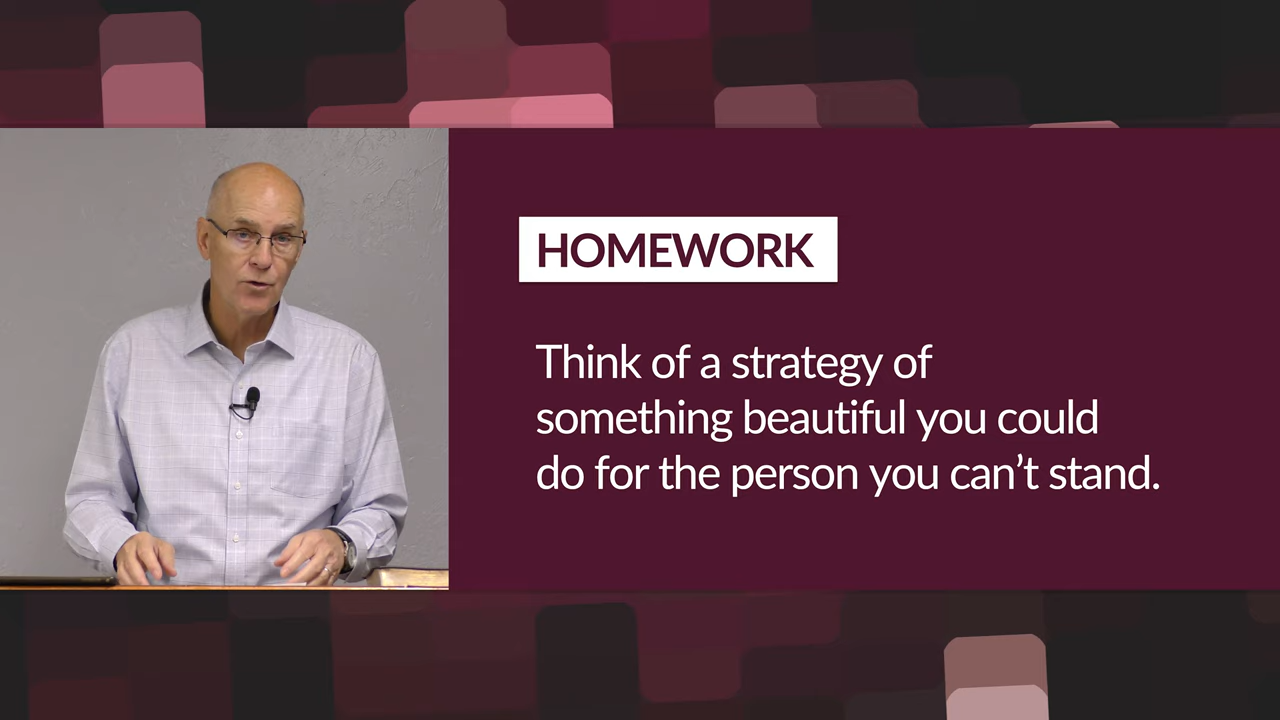 HOMEWORK
Think of a strategy of
something beautiful you could
do for the person you can’t stand.